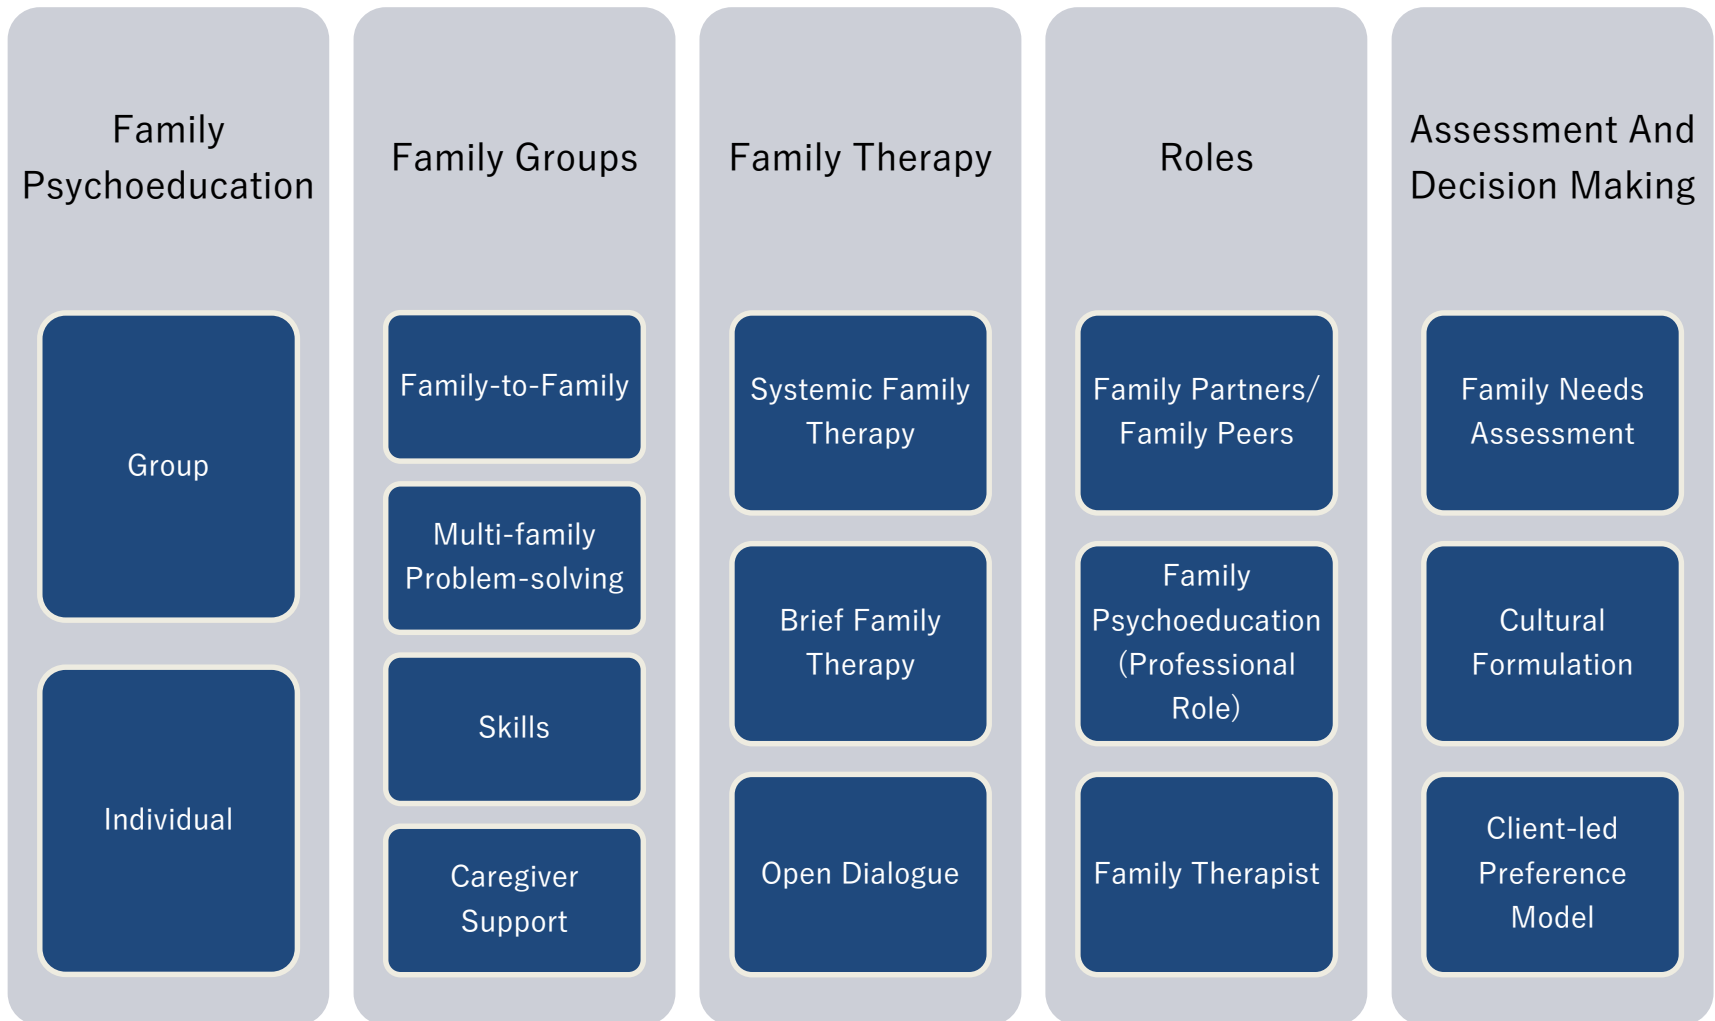 Family
Psychoeducation
Group
Individual
Family Groups
Family-to-Family
Multi-family
Problem-solving
Skills
Caregiver
Support
Family Therapy
Systemic Family
Therapy
Brief Family
Therapy
Open Dialogue
Roles
Family Partners/
Family Peers
Family
Psychoeducation
(Professional
Role)
Family Therapist
Assessment And
Decision Making
Family Needs
Assessment
Cultural
Formulation
Client-led
Preference
Model